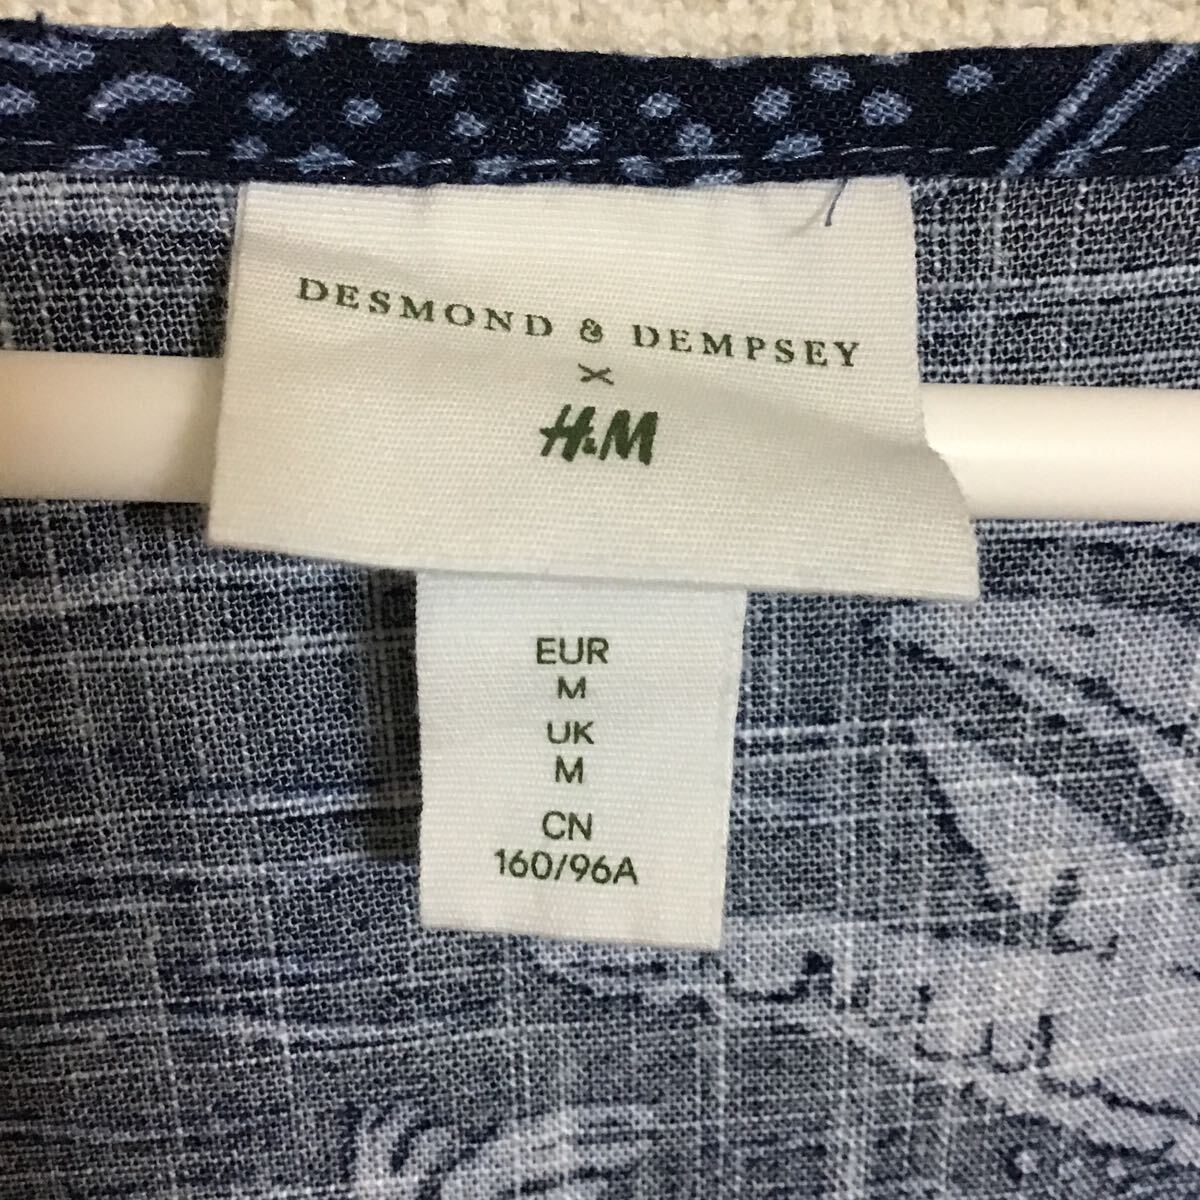 DESMOND & DEMPSEY
×
H&M
EUR
M
UK
M
CN
160/96A